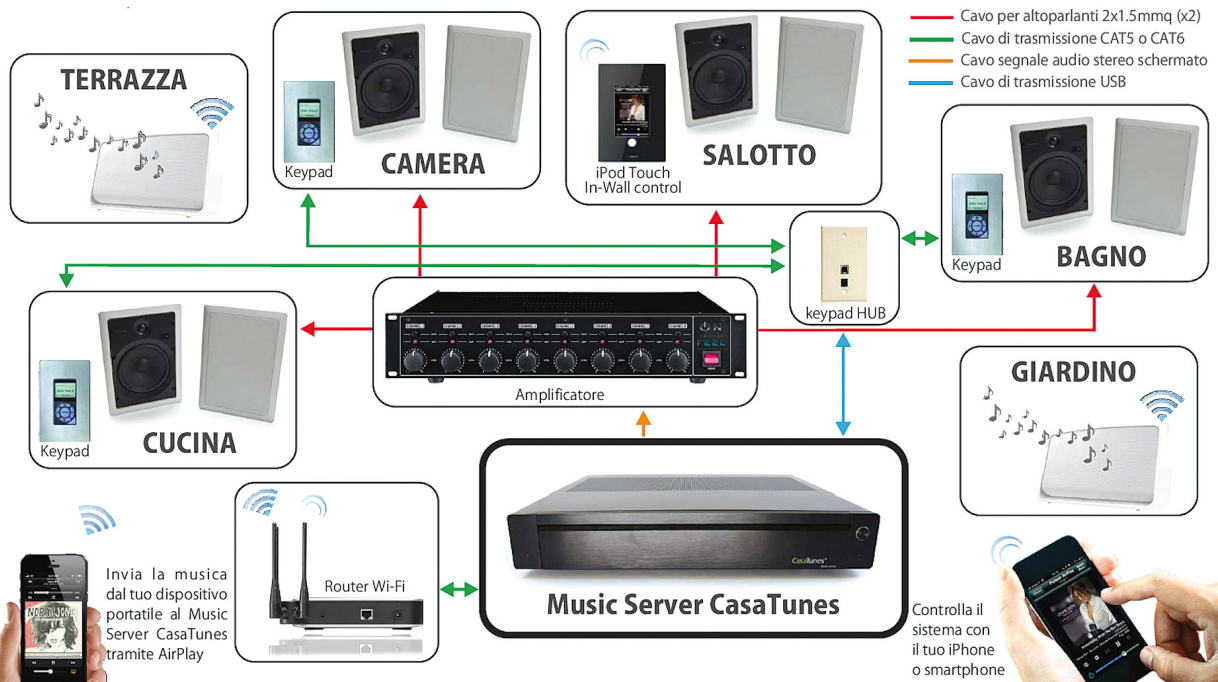 Cavo per altoparlanti 2x1.5mmq (x2)
Cavo di trasmissione CAT5 o CAT6
Cavo segnale audio stereo schermato
Cavo di trasmissione USB
TERRAZZA
Keypad
CAMERA
iPod Touch
In-Wall control
SALOTTO
Keypad
BAGNO
keypad HUB
Amplificatore
Keypad
CUCINA
GIARDINO
Router Wi-Fi
CasaTunes
Music Server CasaTunes
Invia la musica
dal tuo dispositivo
portatile al Music
Server CasaTunes
tramite AirPlay
NORAH JONES
Controlla il
sistema con
il tuo iPhone
o smartphone